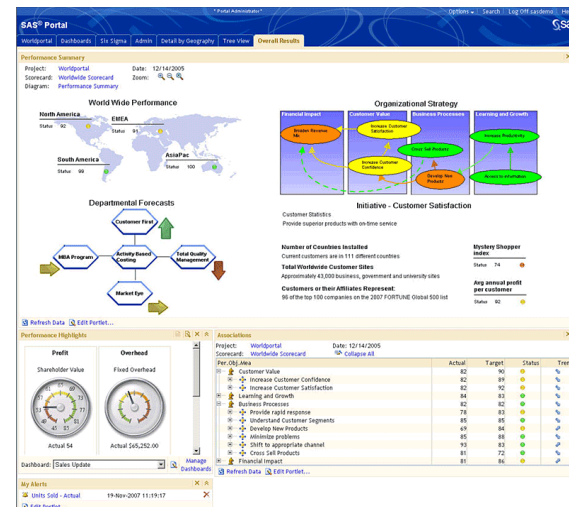 * Portal Administrator *
Options Search Log Off sasdemo
SAS® Portal
Worldportal Dashboards Six Sigma Admin Detail by Geography Tree View Overall Results
Performance Summary
Project: Worldportal Date: 12/14/2005
Scorecard: Worldwide Scorecard Zoom:
Diagram: Performance Summary
World Wide Performance
North America
Status 92
EMEA
Status 91
South America
Status 99
AsiaPac
Status 100
Organizational Strategy
Financial Impact Customer Value Business Processes Learning and Growth
Increase Customer Satisfaction
Increase Productivity
Cross Sell Products
Increase Customer Confidence
Develop New Products
Access to Information
Departmental Forecasts
Customer First
MBA Program
Activity Based Costing
Total Quality Management
Market Eye
Initiative - Customer Satisfaction
Customer Statistics
Provide superior products with on-time service
Number of Countries Installed
Current customers are in 111 different countries
Total Worldwide Customer Sites
Approximately 43,000 business, government and university sites
Customers or their Affiliates Represent:
96 of the top 100 companies on the 2007 FORTUNE Global 500 list
Mystery Shopper index
Status 74
Avg annual profit per customer
Status 92
Refresh Data Edit Portlet...
Performance Highlights
Profit
Shareholder Value
Actual 54
Overhead
Fixed Overhead
Actual $65,252.00
Dashboard: Sales Update
Manage Dashboards
My Alerts
Units Sold - Actual 19-Nov-2007 11:19:17
Edit Portlet...
Associations
Project: Worldportal Date: 12/14/2005
Scorecard: Worldwide Scorecard Collapse All
Per.Obj.Mea Actual Target Status Tren
Customer Value 82 90
Increase Customer Confidence 82 89
Increase Customer Satisfaction 82 92
Learning and Growth 84 83
Business Processes 82 82
Provide rapid response 78 83
Understand Customer Segments 85 85
Develop New Products 69 84
Minimize problems 85 88
Shift to appropriate channel 93 83
Cross Sell Products 81 72
Financial Impact 81 86
Refresh Data Edit Portlet...